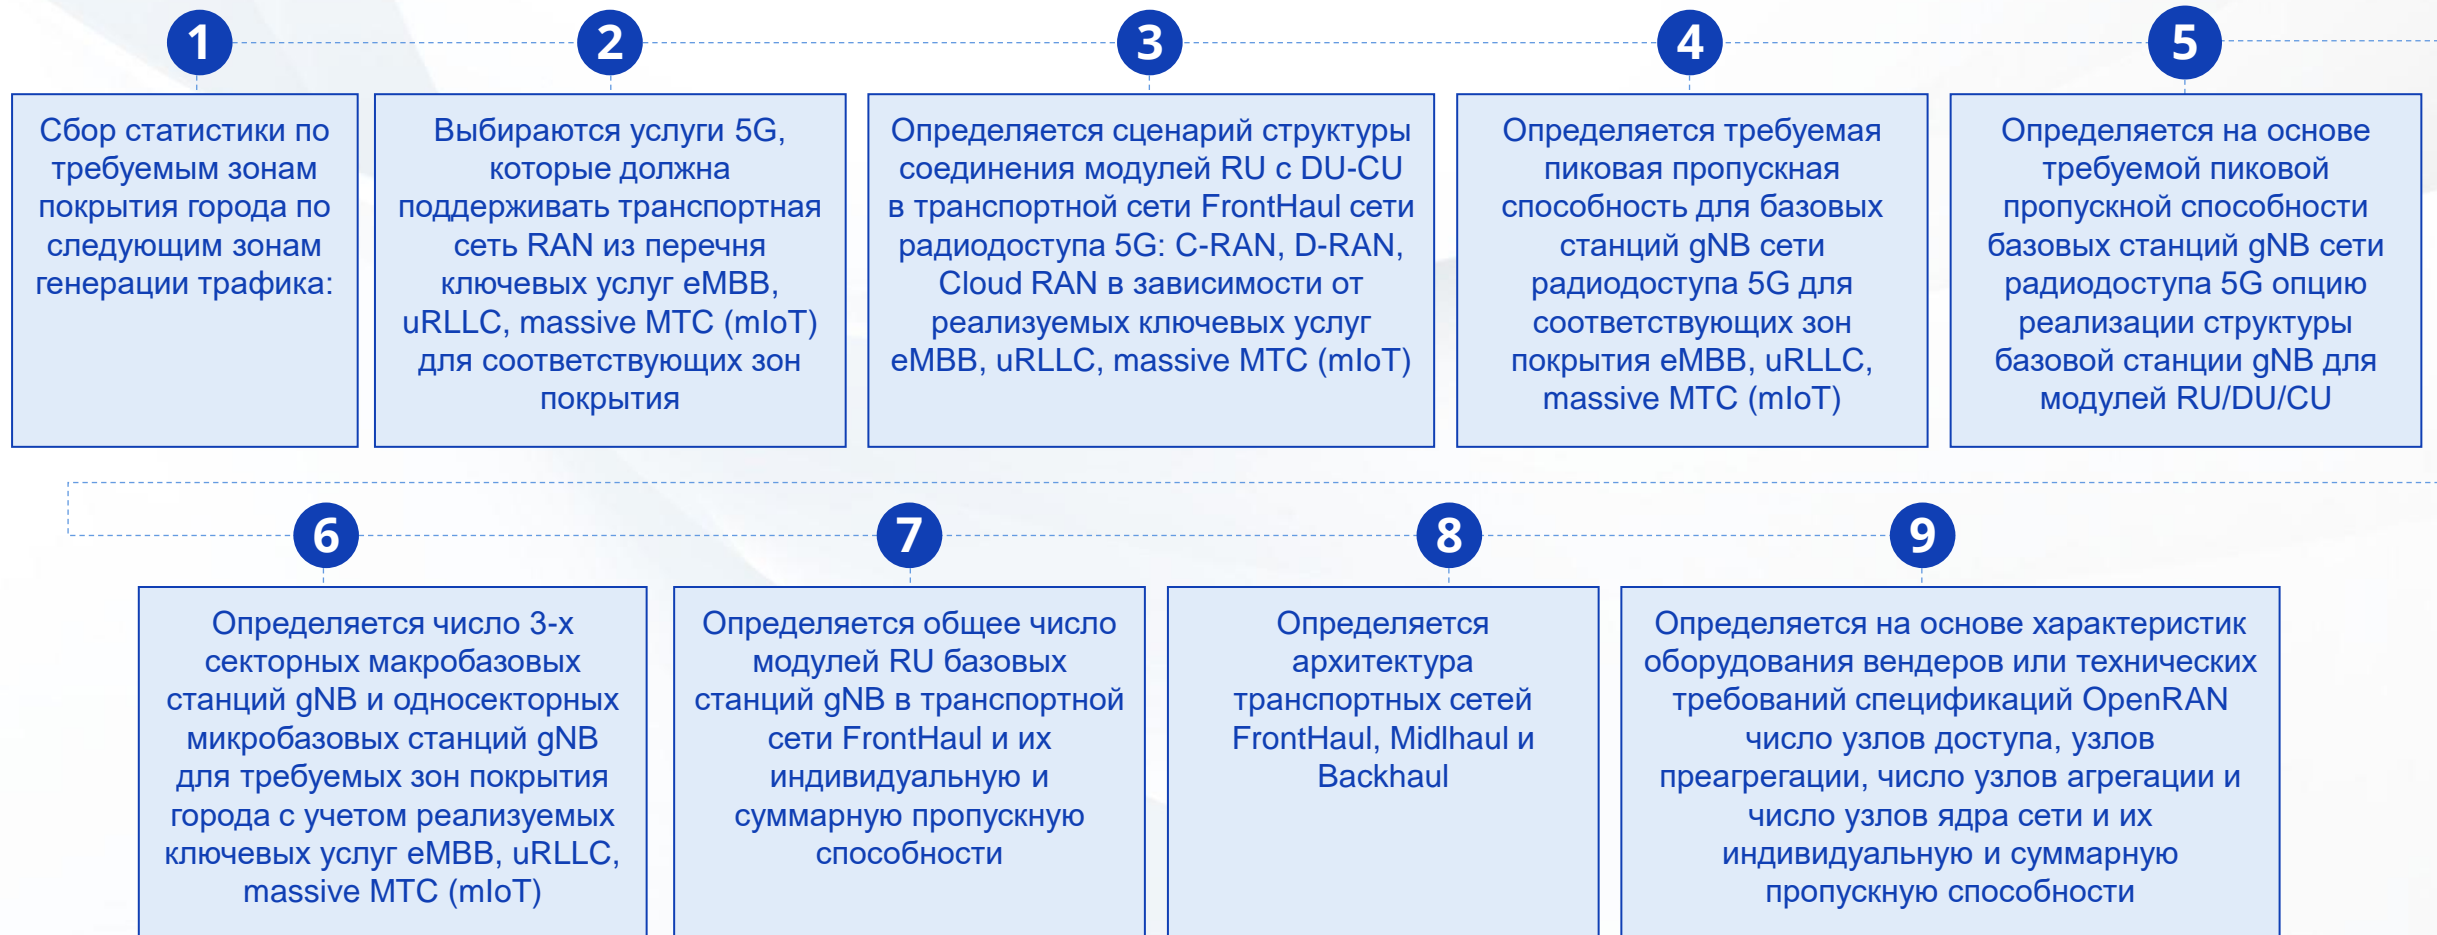 1
Сбор статистики по
требуемым зонам
покрытия города по
следующим зонам
генерации трафика:
2
Выбираются услуги 5G,
которые должна
поддерживать транспортная
сеть RAN из перечня
ключевых услуг eMBB,
uRLLC, massive MTC (mIoT)
для соответствующих зон
покрытия
3
Определяется сценарий структуры
соединения модулей RU с DU-CU
в транспортной сети FrontHaul сети
радиодоступа 5G: C-RAN, D-RAN,
Cloud RAN в зависимости от
реализуемых ключевых услуг
eMBB, uRLLC, massive MTC (mIoT)
4
Определяется требуемая
пиковая пропускная
способность для базовых
станций gNB сети
радиодоступа 5G для
соответствующих зон
покрытия eMBB, uRLLC,
massive MTC (mIoT)
5
Определяется на основе
требуемой пиковой
пропускной способности
базовых станций gNB сети
радиодоступа 5G опцию
реализации структуры
базовой станции gNB для
модулей RU/DU/CU
6
Определяется число 3-х
секторных макробазовых
станций gNB и односекторных
микробазовых станций gNB
для требуемых зон покрытия
города с учетом реализуемых
ключевых услуг eMBB, uRLLC,
massive MTC (mIoT)
7
Определяется общее число
модулей RU базовых
станций gNB в транспортной
сети FrontHaul и их
индивидуальную и
суммарную пропускную
способности
8
Определяется
архитектура
транспортных сетей
FrontHaul, Midlhaul и
Backhaul
9
Определяется на основе характеристик
оборудования вендеров или технических
требований спецификаций OpenRAN
число узлов доступа, узлов
преагрегации, число узлов агрегации и
число узлов ядра сети и их
индивидуальную и суммарную
пропускную способности